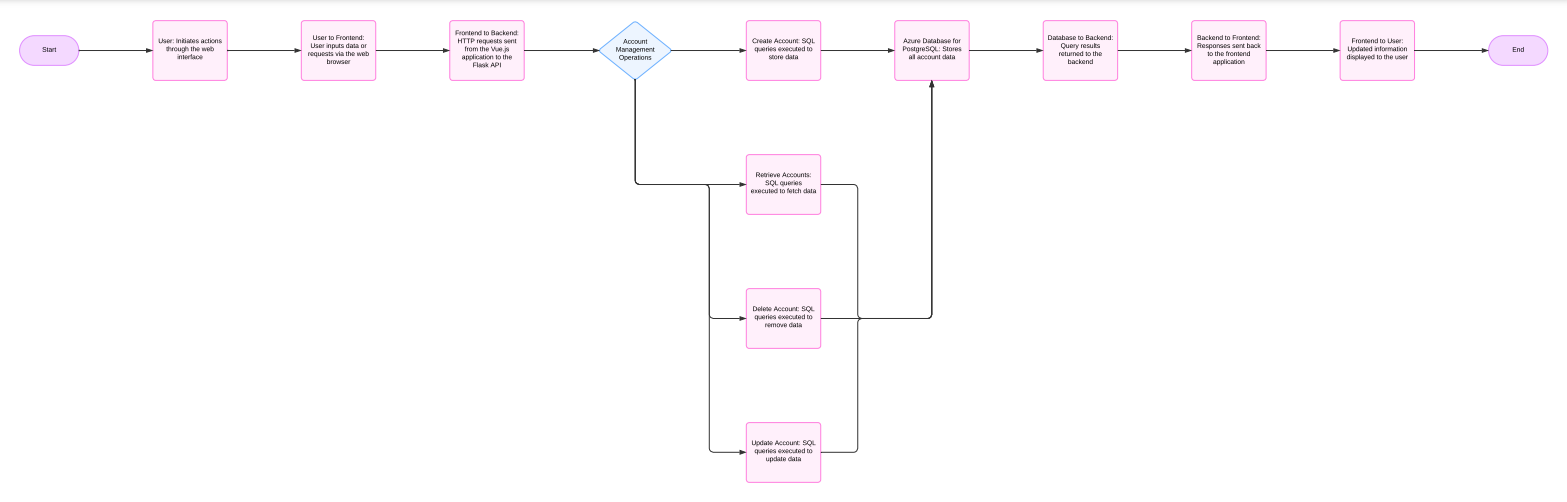 Start
User: Initiates actions
through the web
interface
User to Frontend:
User inputs data or
requests via the web
browser
Frontend to Backend:
HTTP requests sent
from the Vue.js
application to the
Flask API
Account
Management
Operations
Create Account: SQL
queries executed to
store data
Azure Database for
PostgreSQL: Stores
all account data
Database to Backend:
Query results
returned to the
backend
Backend to Frontend:
Responses sent back
to the frontend
application
Frontend to User:
Updated information
displayed to the user
End
Retrieve Accounts:
SQL queries
executed to fetch data
Delete Account: SQL
queries executed to
remove data
Update Account: SQL
queries executed to
update data